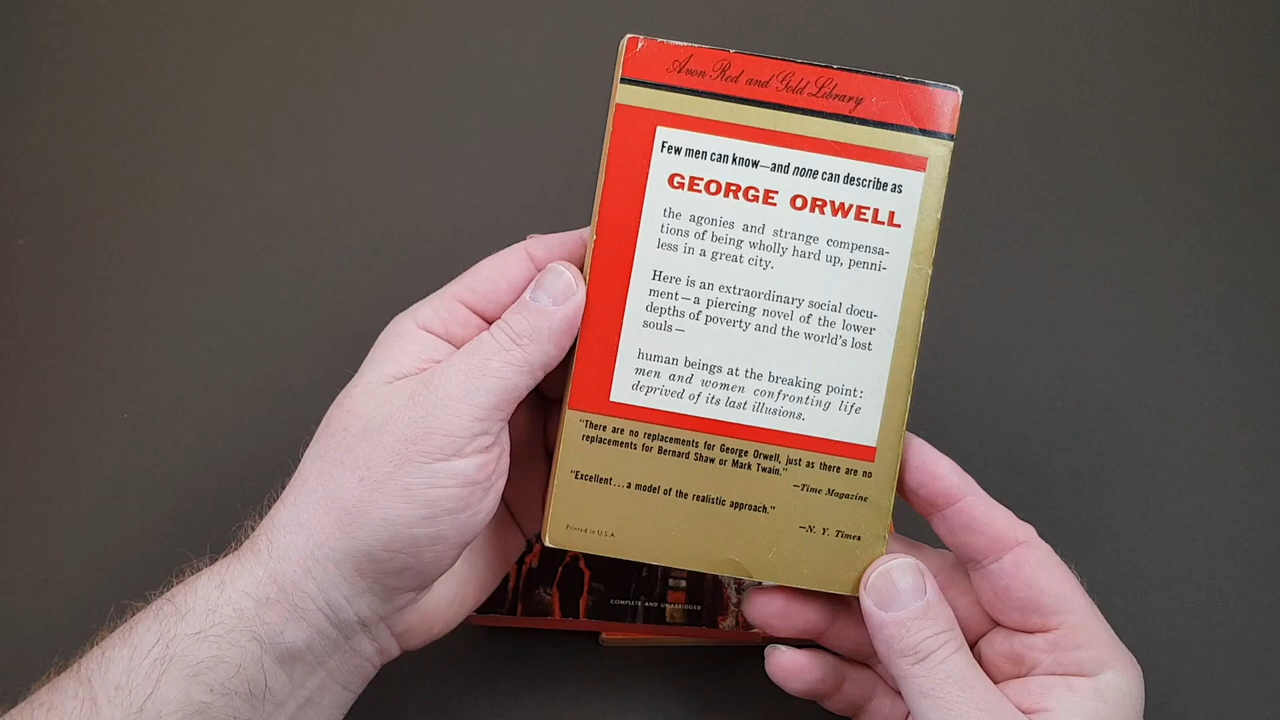 Avon Red and Gold Library
Few men can know—and none can describe as
GEORGE ORWELL
the agonies and strange compensa-
tions of being wholly hard up, penni-
less in a great city.
Here is an extraordinary social docu-
ment—a piercing novel of the lower
depths of poverty and the world's lost
souls—
human beings at the breaking point:
men and women confronting life
deprived of its last illusions.
"There are no replacements for George Orwell, just as there are no
replacements for Bernard Shaw or Mark Twain."
—Time Magazine
"Excellent...a model of the realistic approach."
—N. Y. Times
Printed in U.S.A
COMPLETE AND UNABRIDGED